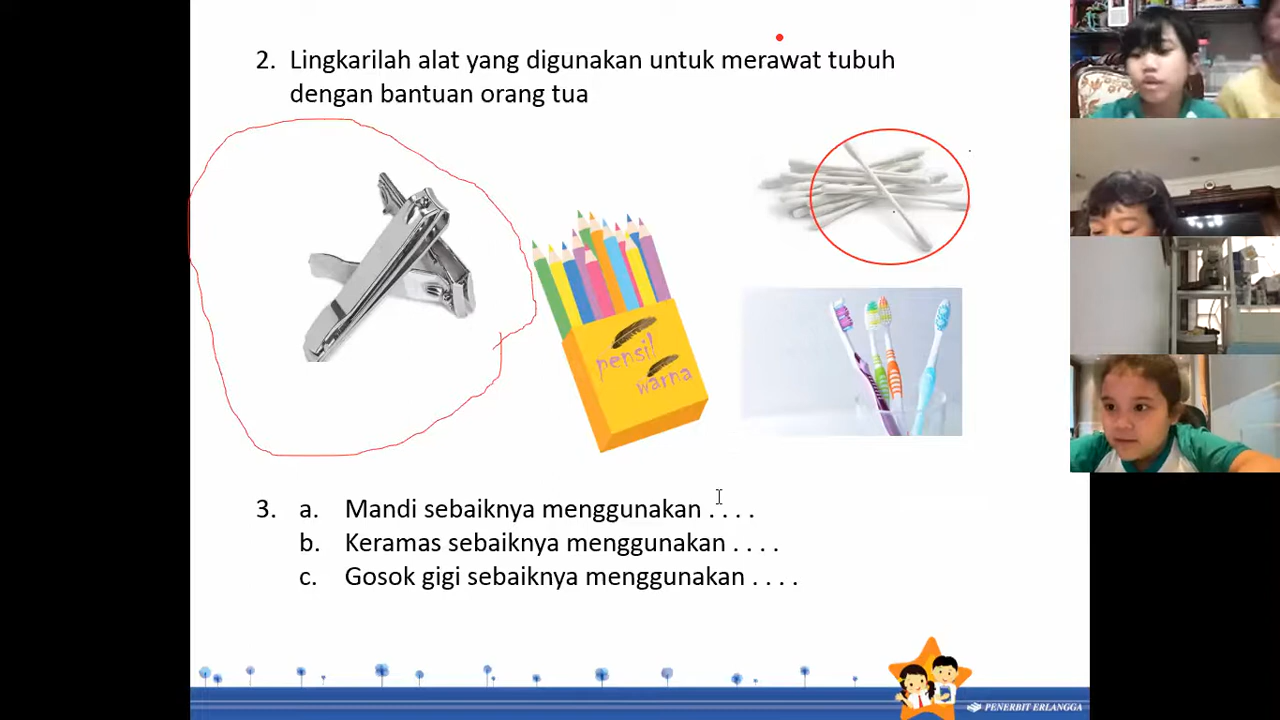 2. Lingkarilah alat yang digunakan untuk merawat tubuh
dengan bantuan orang tua
pensil
warna
3. a. Mandi sebaiknya menggunakan . . . .
b. Keramas sebaiknya menggunakan . . . .
c. Gosok gigi sebaiknya menggunakan . . . .
PENERBIT ERLANGGA